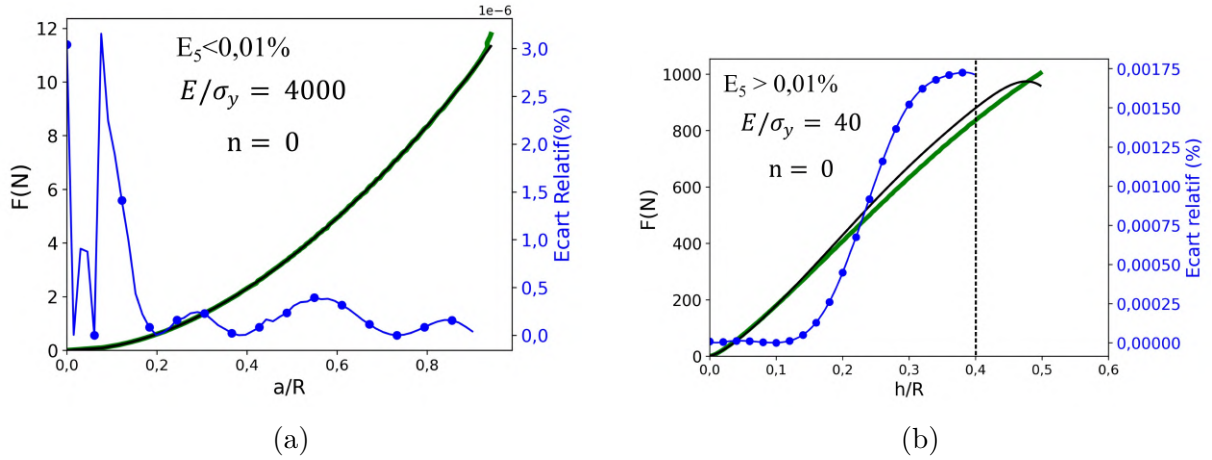 1e-6
E₅<0,01%
E/σ_y = 4000
n = 0
F(N)
12
10
8
6
4
2
0
0,0 0,2 0,4 0,6 0,8
a/R
3,0
2,5
2,0
1,5
1,0
0,5
0,0
Ecart Relatif(%)
(a)
E₅ > 0,01%
E/σ_y = 40
n = 0
F(N)
1000
800
600
400
200
0
0,0 0,1 0,2 0,3 0,4 0,5 0,6
h/R
0,00175
0,00150
0,00125
0,00100
0,00075
0,00050
0,00025
0,00000
Ecart relatif (%)
(b)